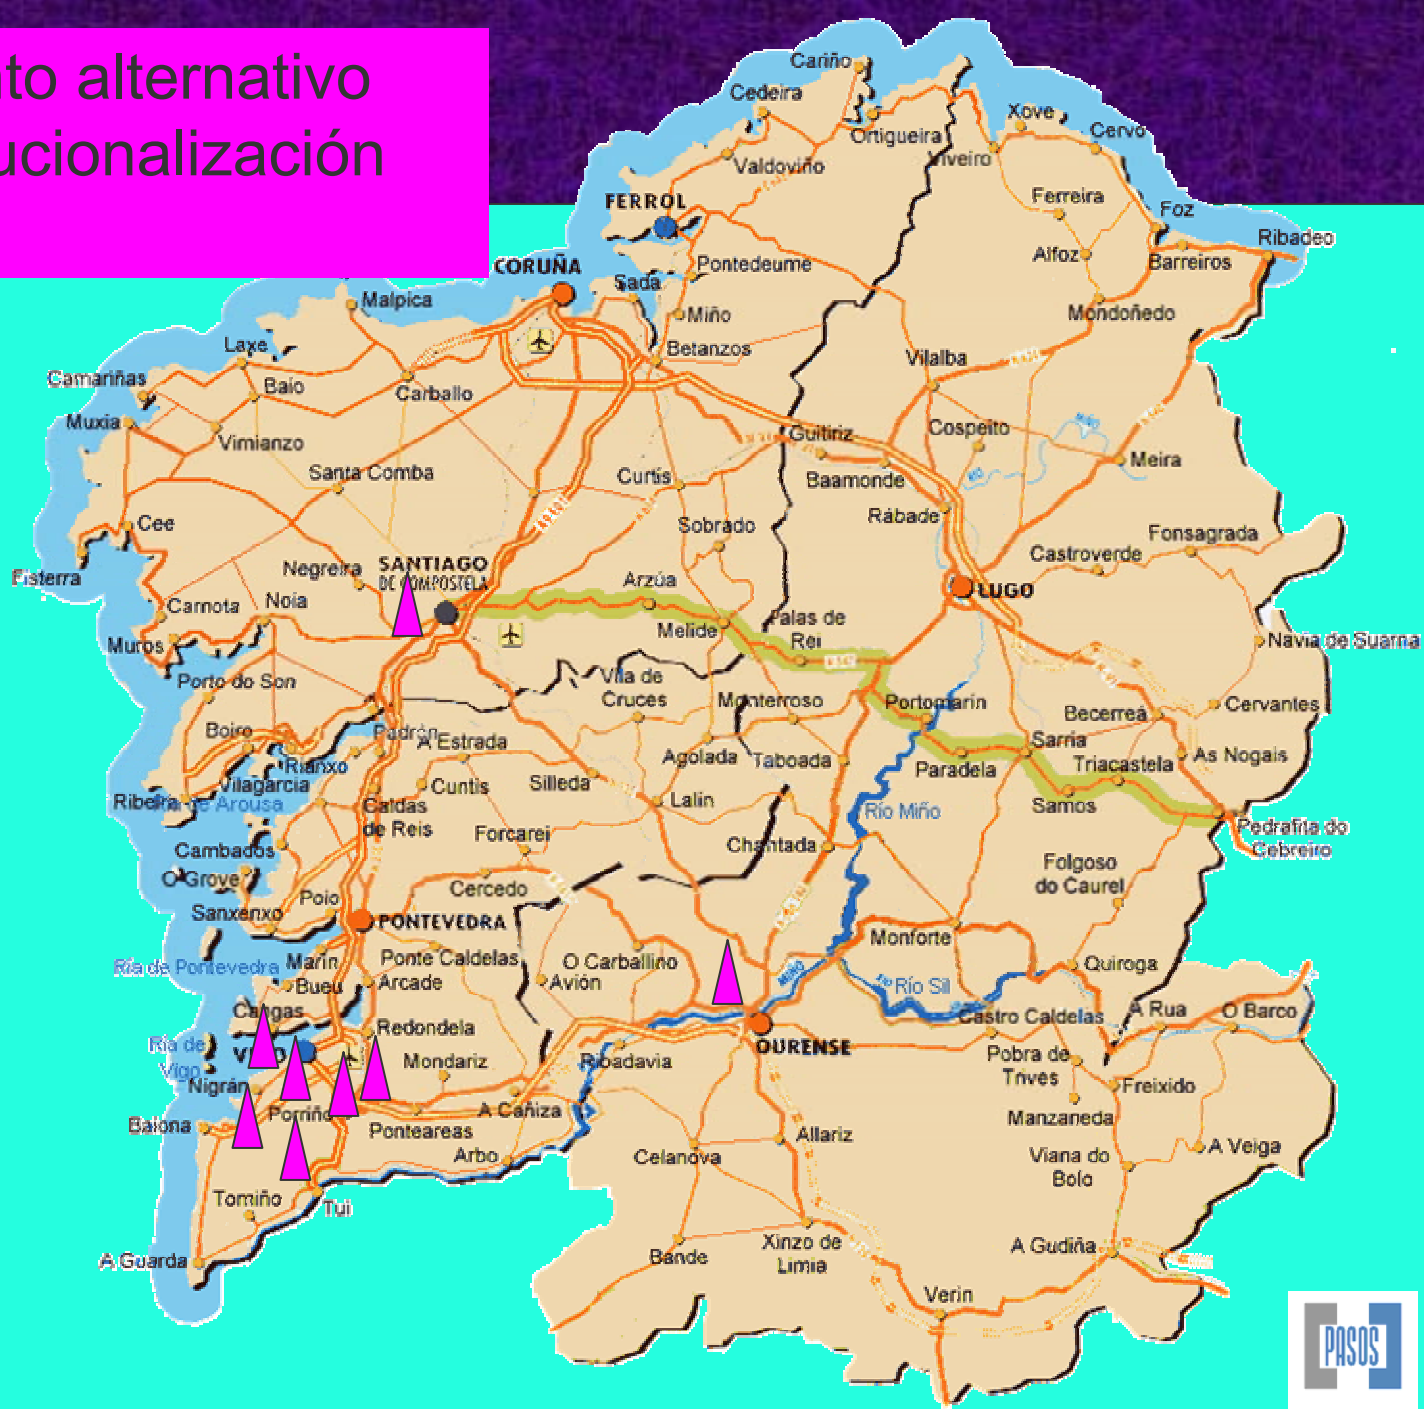 nto alternativo
ucionalización
Cariño
Cedeira
Ortigueira
Xove
Cervo
Viveiro
Valdoviño
Ferreira
FERROL
Foz
Ribadeo
Alfoz
Barreiros
CORUÑA
Pontedeume
Sada
Malpica
Miño
Mondoñedo
Laxe
Betanzos
Vilalba
Camariñas
Baío
Carballo
Muxia
Vimianzo
Guitiriz
Cospeito
Meira
Santa Comba
Curtis
Baamonde
Rábade
Cee
Sobrado
Fonsagrada
Castroverde
Fisterra
Negreira
SANTIAGO
DE COMPOSTELA
Arzúa
LUGO
Carnota
Noia
Melide
Palas de
Rei
Muros
Navia de Suarna
Porto do Son
Vila de
Cruces
Monterroso
Portomarín
Becerreá
Cervantes
Boiro
Padrón
A Estrada
Agolada
Taboada
Sarria
As Nogais
Rianxo
Paradela
Triacastela
Vilagarcia
Cuntis
Silleda
Lalín
Samos
Ribeira
Ría de Arousa
Caldas
de Reis
Río Miño
Pedrafita do
Cebreiro
Forcarei
Chantada
Cambados
Folgoso
do Caurel
O Grove
Cercedo
Poio
Sanxenxo
PONTEVEDRA
Monforte
Ría de Pontevedra
Marín
Ponte Caldelas
O Carballino
Quiroga
Bueu
Arcade
Avión
MIÑO
Río Sil
Cangas
A Rua
O Barco
Castro Caldelas
Redondela
Ría de
Vigo
OURENSE
Mondariz
Ribadavia
Pobra de
Trives
Nigrán
Freixido
Porriño
A Cañiza
Manzaneda
Baiona
Ponteareas
Allariz
Arbo
Celanova
Viana do
Bolo
A Veiga
Tomiño
Tui
A Guarda
Bande
Xinzo de
Limia
A Gudiña
Verin
PASOS